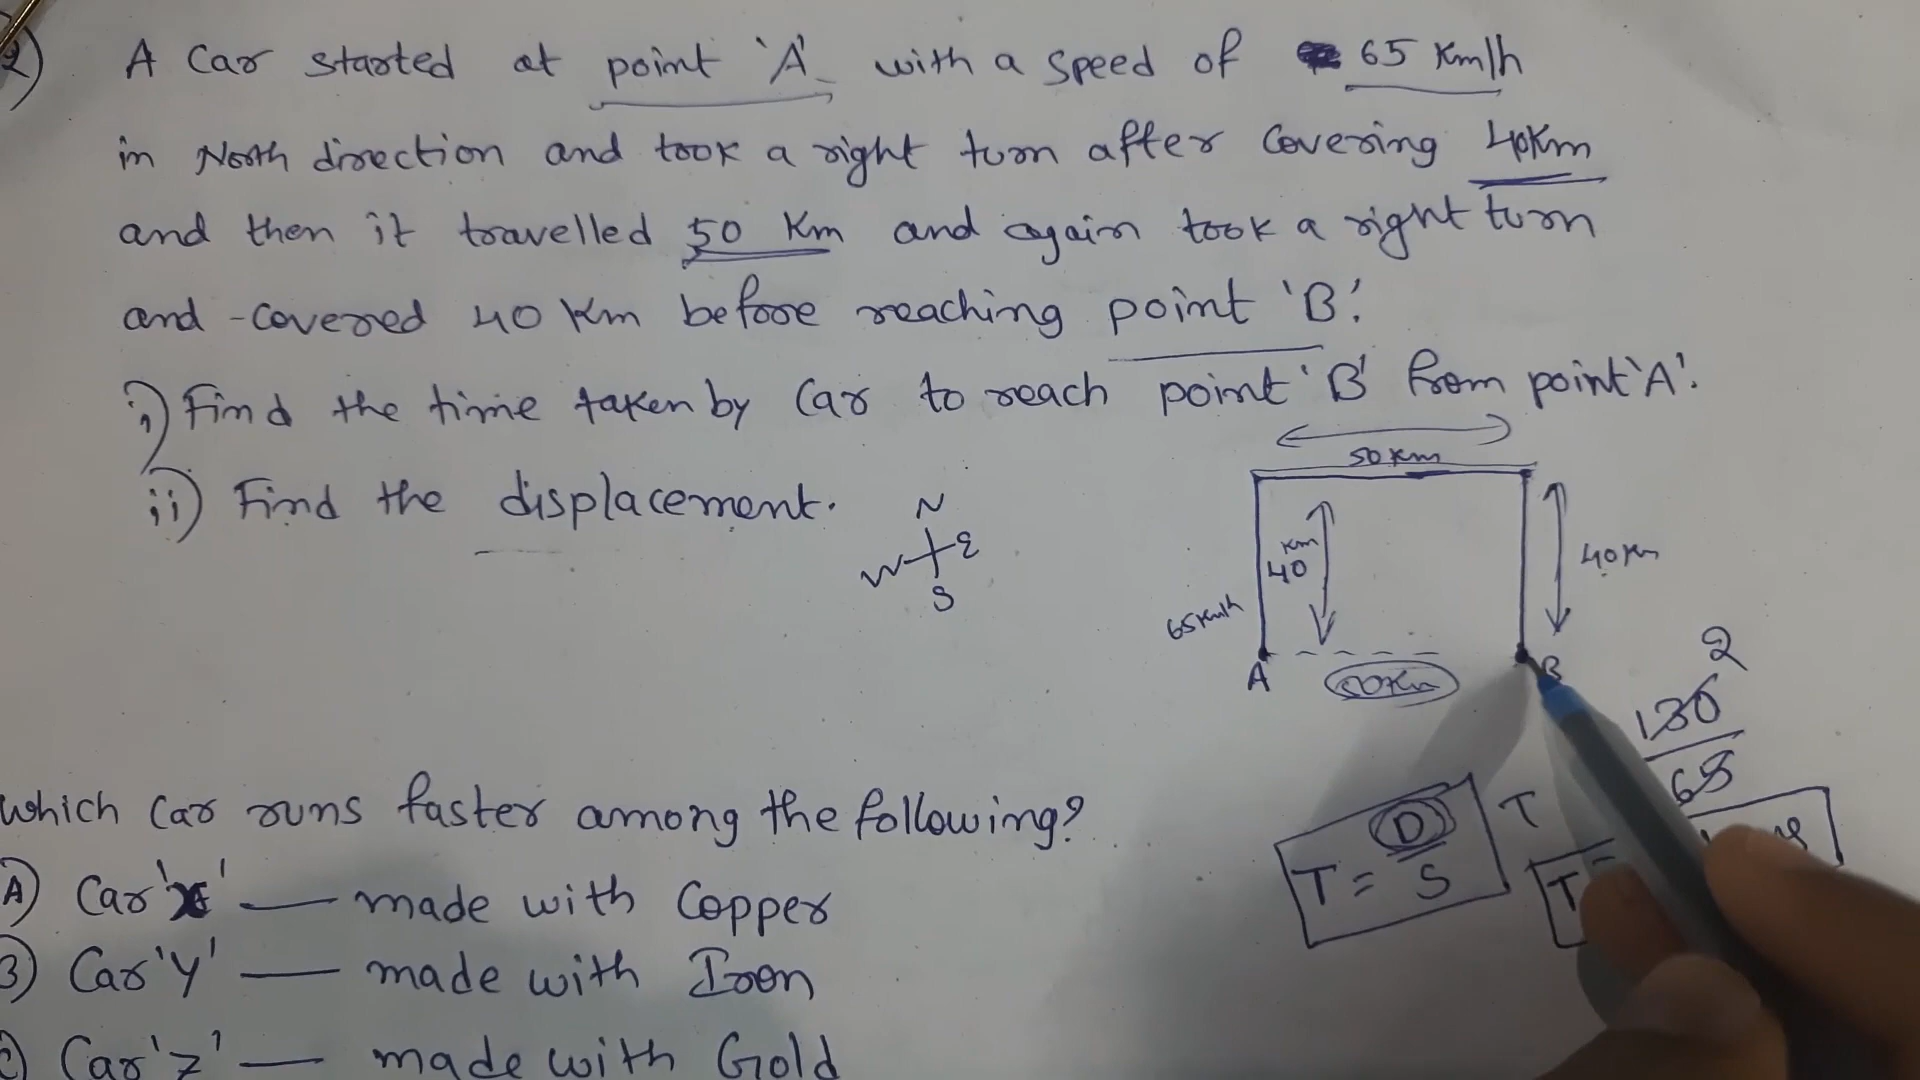 2) A Car started at point 'A' with a speed of 65 Km/h
in North direction and took a right turn after Covering 40Km
and then it travelled 50 Km and again took a right turn
and covered 40 Km before reaching point 'B'.
i) Find the time taken by Car to reach point 'B' from point 'A'.
ii) Find the displacement.
N
W E
S
50 Km
Km
40
40 Km
65Km/h
A
B
2
130
65
T = D
S
T
T =
which Car runs faster among the following?
A) Car 'X' — made with Copper
B) Car 'Y' — made with Iron
C) Car 'Z' — made with Gold